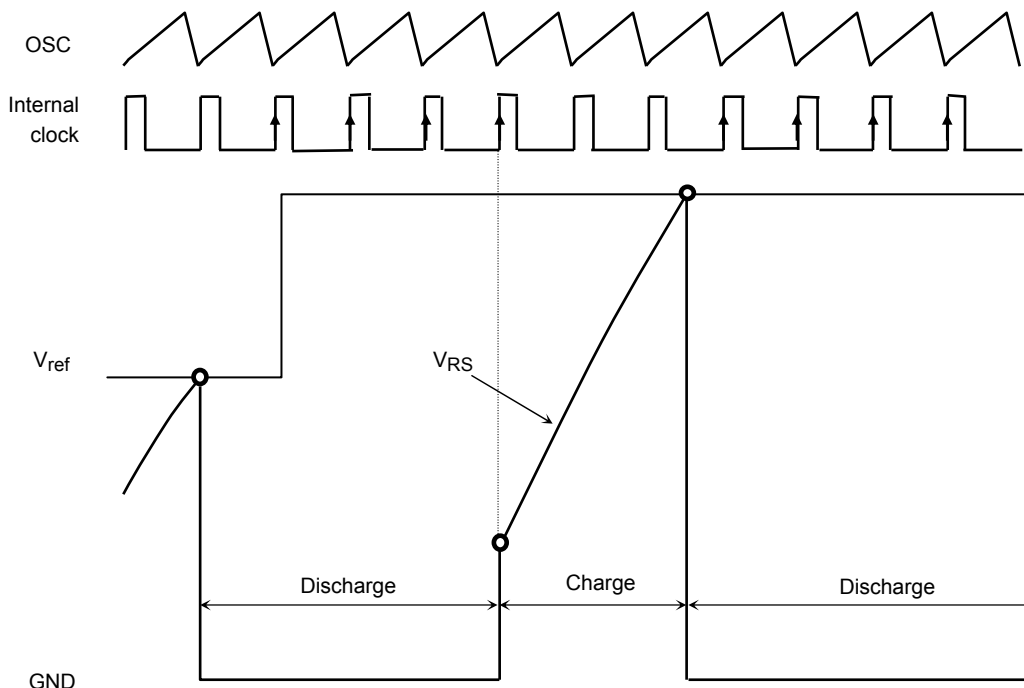 OSC
Internal
clock
Vref
VRS
Discharge
Charge
Discharge
GND